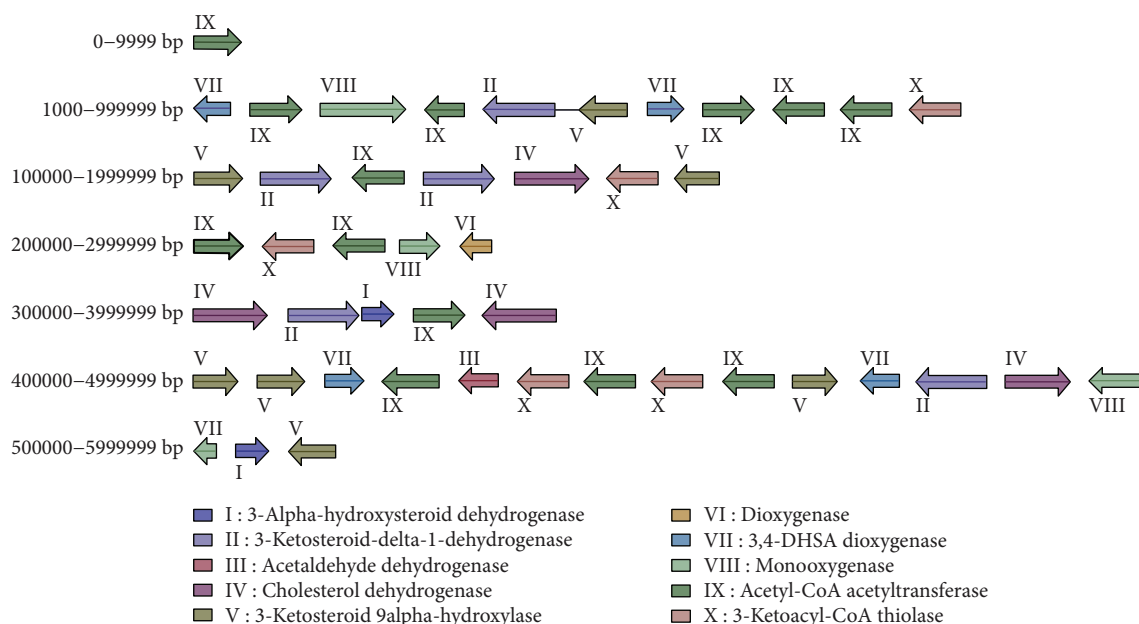 IX
0–9999 bp
VII VIII II VII IX X
1000–999999 bp
IX IX V IX IX
V IX IV V
100000–1999999 bp
II II X
IX IX VI
200000–2999999 bp
X VIII
IV I IV
300000–3999999 bp
II IX
V VII III IX IX VII IV
400000–4999999 bp
V IX X X V II VIII
VII V
500000–5999999 bp
I
I : 3-Alpha-hydroxysteroid dehydrogenase
II : 3-Ketosteroid-delta-1-dehydrogenase
III : Acetaldehyde dehydrogenase
IV : Cholesterol dehydrogenase
V : 3-Ketosteroid 9alpha-hydroxylase
VI : Dioxygenase
VII : 3,4-DHSA dioxygenase
VIII : Monooxygenase
IX : Acetyl-CoA acetyltransferase
X : 3-Ketoacyl-CoA thiolase